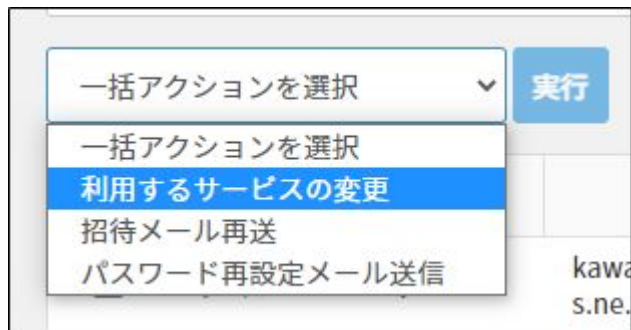 一括アクションを選択
実行
一括アクションを選択
利用するサービスの変更
招待メール再送
パスワード再設定メール送信
kawa
s.ne.